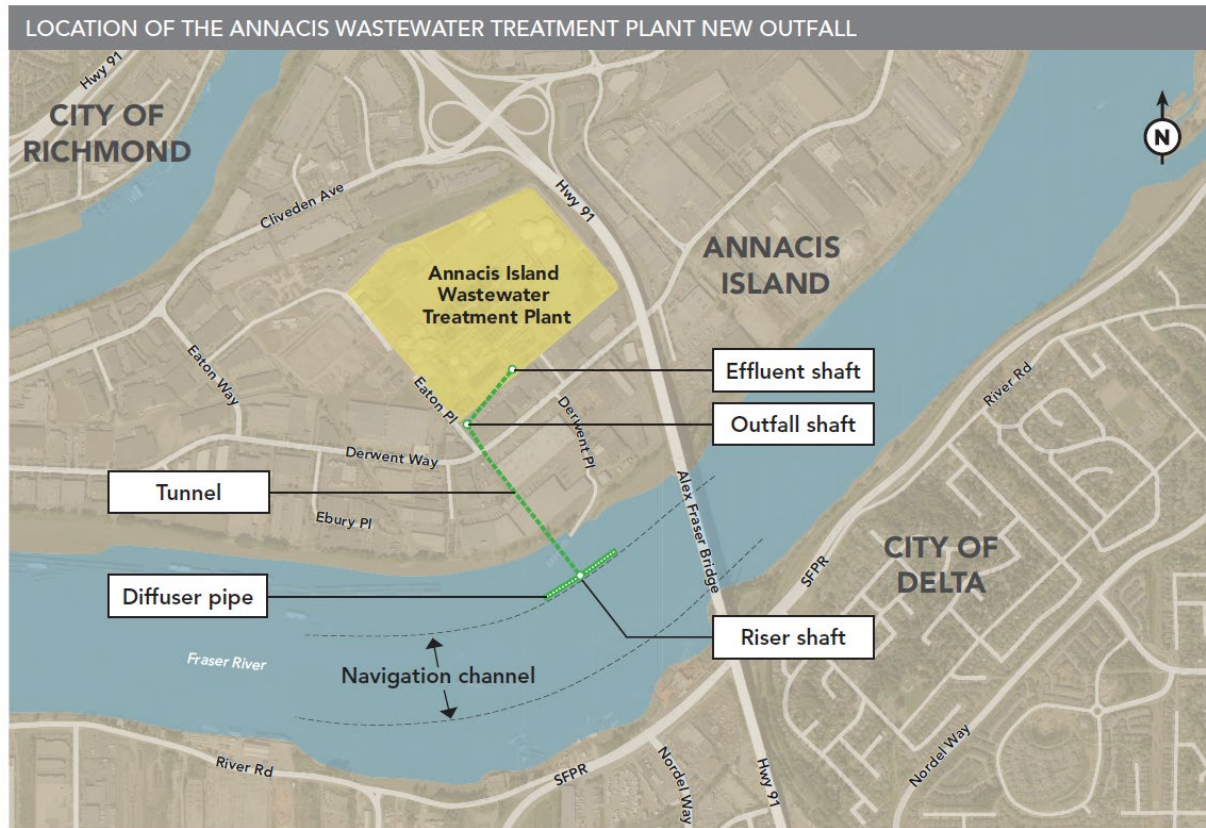 LOCATION OF THE ANNACIS WASTEWATER TREATMENT PLANT NEW OUTFALL
Hwy 91
CITY OF
RICHMOND
N
Cliveden Ave
Hwy 91
ANNACIS
ISLAND
Annacis Island
Wastewater
Treatment Plant
Eaton Way
Eaton Pl
Effluent shaft
River Rd
Outfall shaft
Derwent Pl
Derwent Way
Tunnel
Ebury Pl
Alex Fraser Bridge
CITY OF
DELTA
SFPR
Diffuser pipe
Riser shaft
Fraser River
Navigation channel
River Rd
SFPR
Nordel Way
Hwy 91
Nordel Way